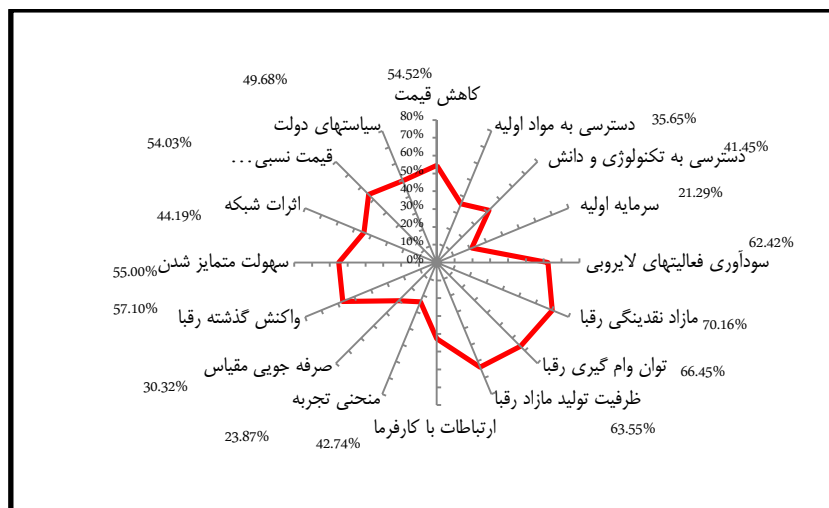 54.52%
کاهش قیمت
35.65%
دسترسی به مواد اولیه
41.45%
دسترسی به تکنولوژی و دانش
21.29%
سرمایه اولیه
62.42%
سودآوری فعالیتهای لایروبی
70.16%
مازاد نقدینگی رقبا
66.45%
توان وام گیری رقبا
63.55%
ظرفیت تولید مازاد رقبا
42.74%
ارتباطات با کارفرما
23.87%
منحنی تجربه
30.32%
صرفه جویی مقیاس
57.10%
واکنش گذشته رقبا
55.00%
سهولت متمایز شدن
44.19%
اثرات شبکه
54.03%
قیمت نسبی...
49.68%
سیاستهای دولت
80%
70%
60%
50%
40%
30%
20%
10%
0%